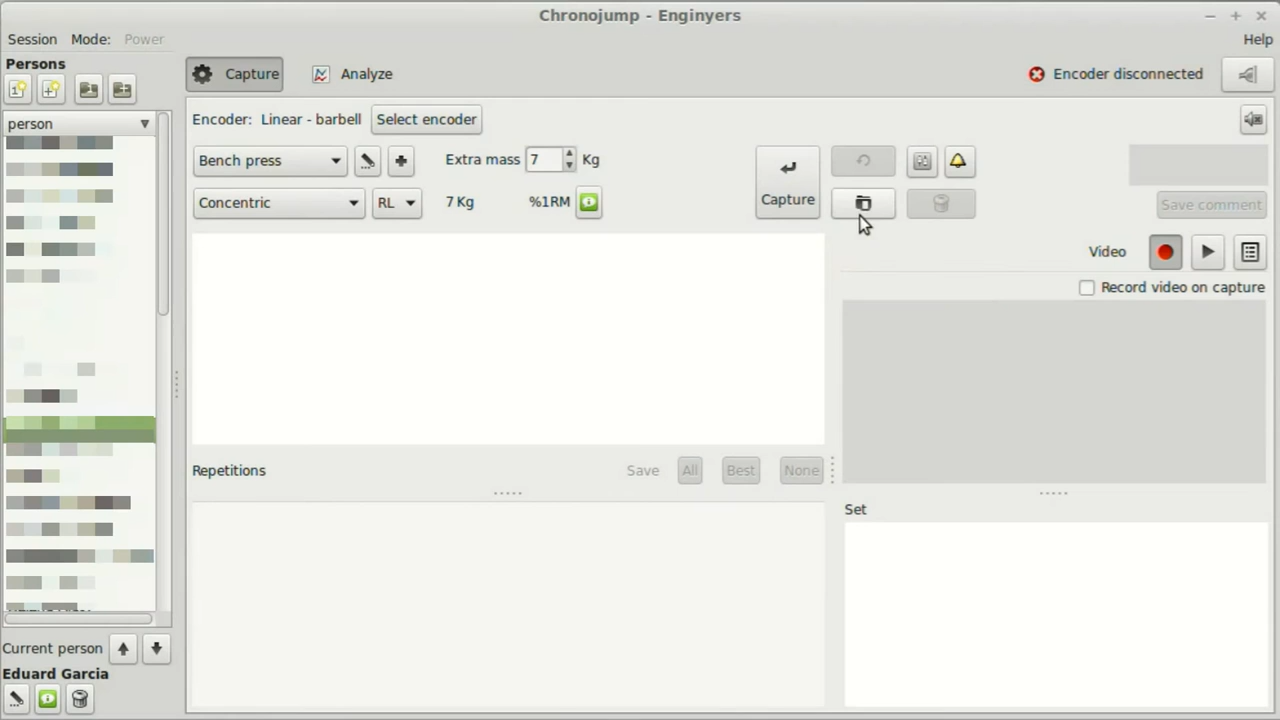 Chronojump - Enginyers
Session Mode: Power Help
Persons
Capture Analyze Encoder disconnected
person
Encoder: Linear - barbell Select encoder
Bench press Extra mass 7 Kg
Concentric RL 7 Kg %1RM
Capture
Save comment
Video
Record video on capture
Repetitions Save All Best None
Set
Current person
Eduard Garcia